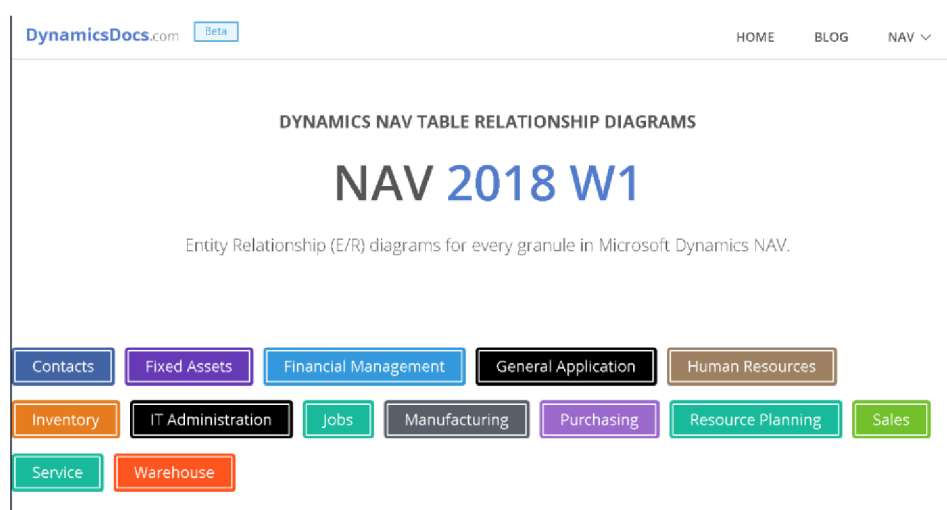 DynamicsDocs.com Beta HOME BLOG NAV
DYNAMICS NAV TABLE RELATIONSHIP DIAGRAMS
NAV 2018 W1
Entity Relationship (E/R) diagrams for every granule in Microsoft Dynamics NAV.
Contacts Fixed Assets Financial Management General Application Human Resources
Inventory IT Administration Jobs Manufacturing Purchasing Resource Planning Sales
Service Warehouse